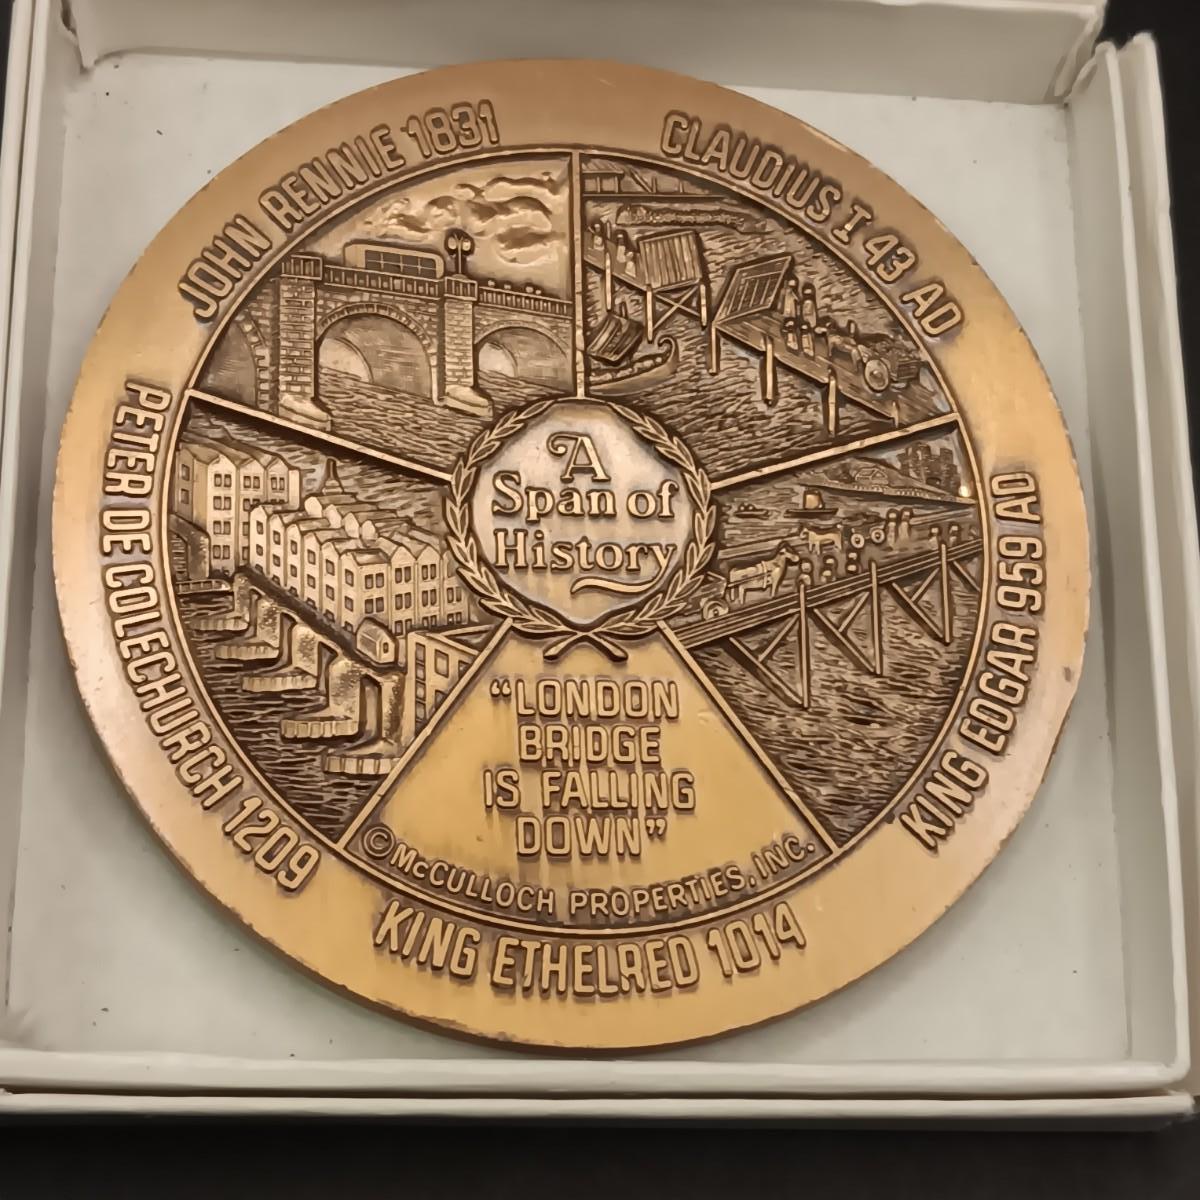 JOHN RENNIE 1831
CLAUDIUS I 43 AD
KING EDGAR 959 AD
KING ETHELRED 1014
PETER DE COLECHURCH 1209
A
Span of
History
“LONDON
BRIDGE
IS FALLING
DOWN”
© McCULLOCH PROPERTIES, INC.